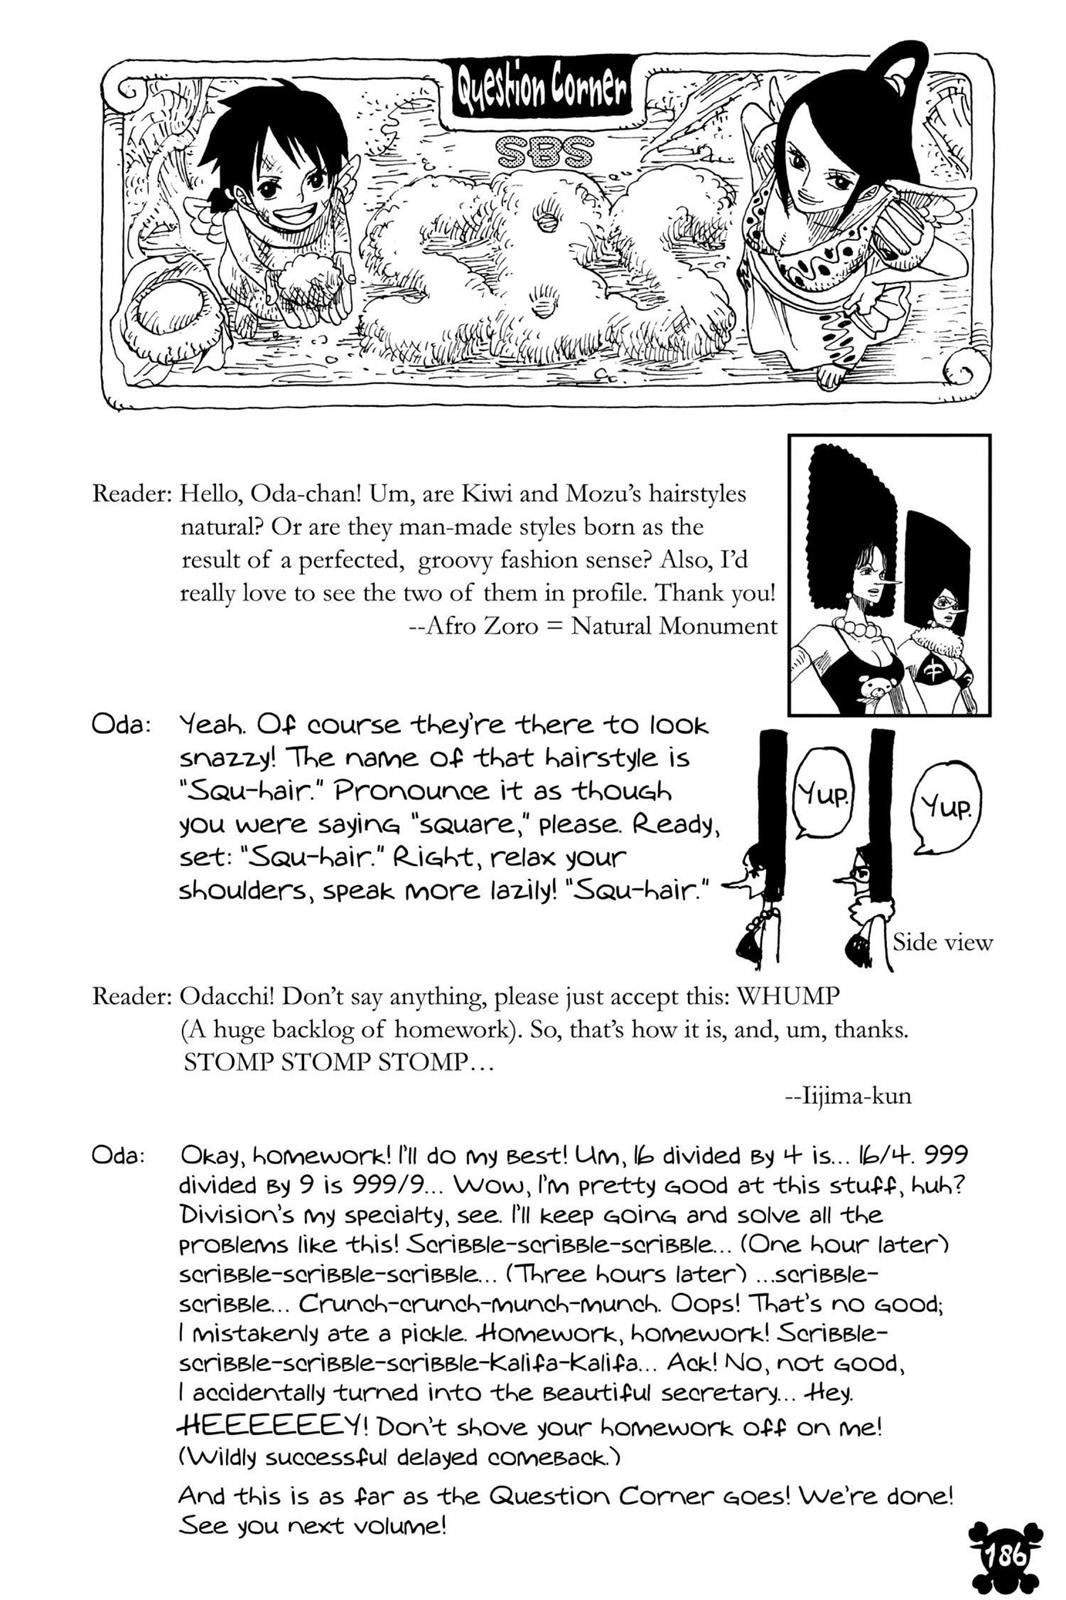 Question Corner
SBS
SBS
Reader: Hello, Oda-chan! Um, are Kiwi and Mozu's hairstyles
natural? Or are they man-made styles born as the
result of a perfected, groovy fashion sense? Also, I'd
really love to see the two of them in profile. Thank you!
--Afro Zoro = Natural Monument
Oda: Yeah. Of course they're there to look
snazzy! The name of that hairstyle is
"Squ-hair." Pronounce it as though
you were saying "square," please. Ready,
set: "Squ-hair." Right, relax your
shoulders, speak more lazily! "Squ-hair."
Yup.
Yup.
Side view
Reader: Odacchi! Don't say anything, please just accept this: WHUMP
(A huge backlog of homework). So, that's how it is, and, um, thanks.
STOMP STOMP STOMP...
--Iijima-kun
Oda: Okay, homework! I'll do my best! Um, 16 divided by 4 is... 16/4. 999
divided by 9 is 999/9... Wow, I'm pretty good at this stuff, huh?
Division's my specialty, see. I'll keep going and solve all the
problems like this! Scribble-scribble-scribble... (One hour later)
scribble-scribble-scribble... (Three hours later) ...scribble-
scribble... Crunch-crunch-munch-munch. Oops! That's no good;
I mistakenly ate a pickle. Homework, homework! Scribble-
scribble-scribble-scribble-Kalifa-Kalifa... Ack! No, not good,
I accidentally turned into the beautiful secretary... Hey.
HEEEEEEY! Don't shove your homework off on me!
(Wildly successful delayed comeback.)
And this is as far as the Question Corner goes! We're done!
See you next volume!
186